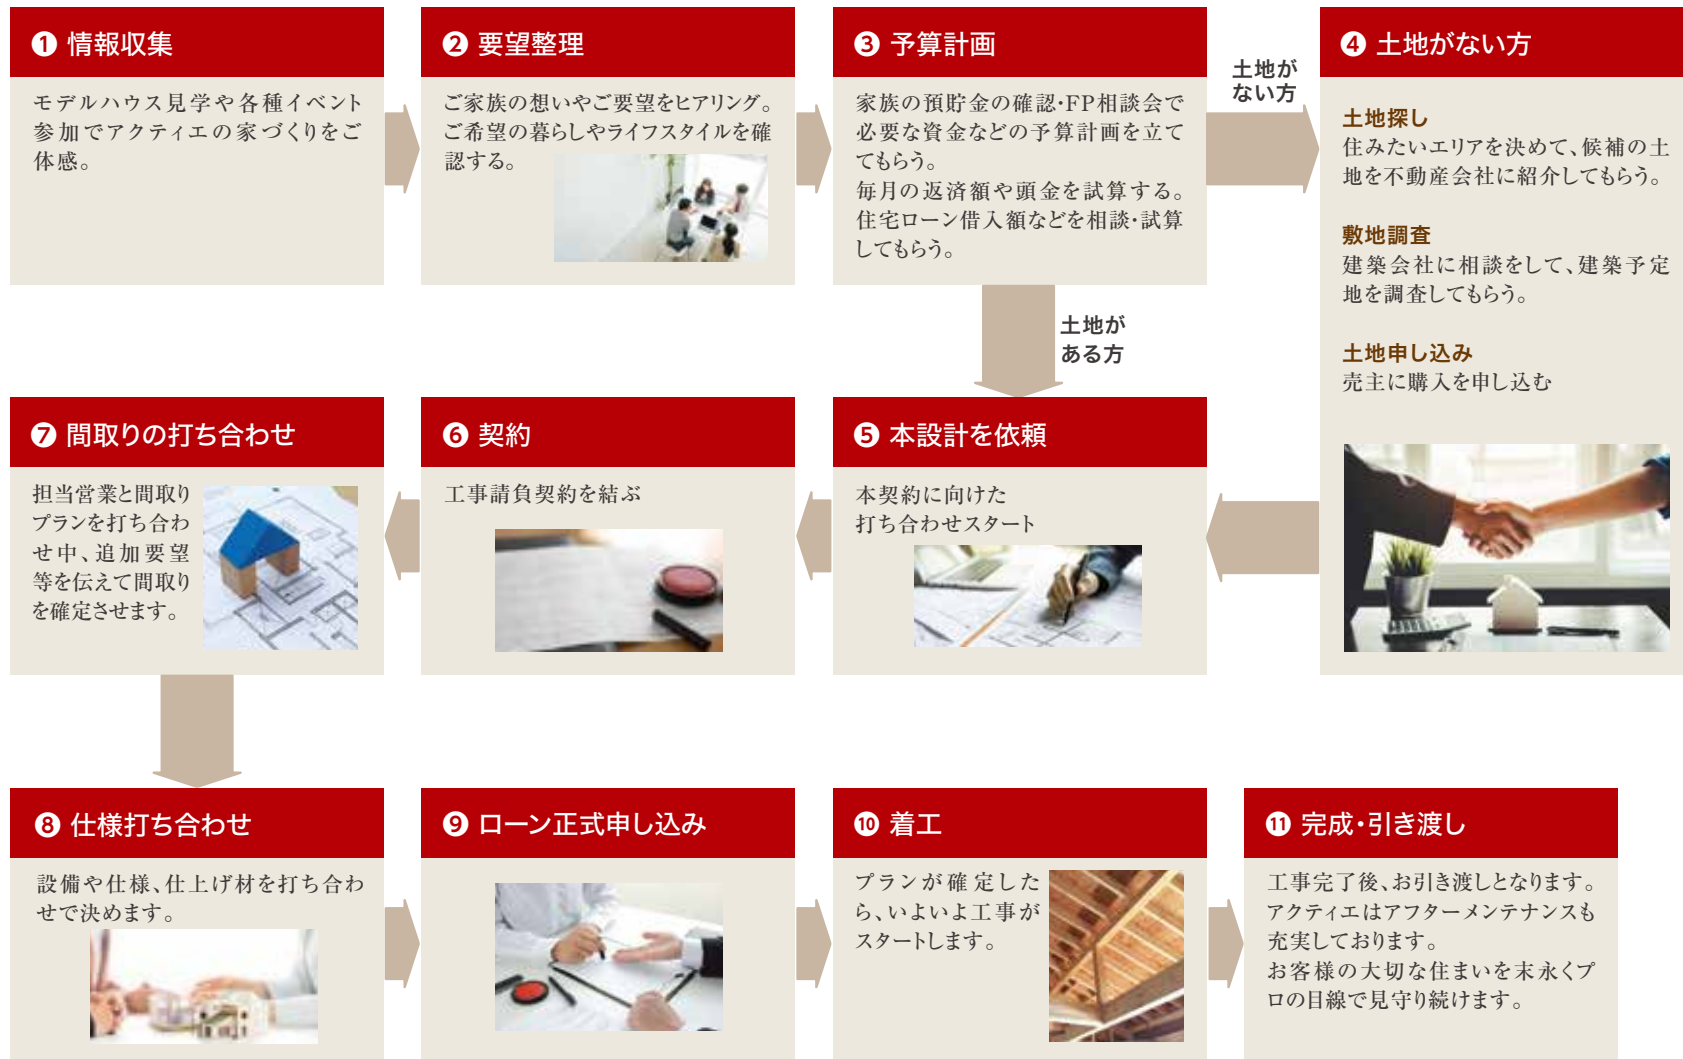 ❶ 情報収集
モデルハウス見学や各種イベント
参加でアクティエの家づくりをご
体感。
❷ 要望整理
ご家族の想いやご要望をヒアリング。
ご希望の暮らしやライフスタイルを確
認する。
❸ 予算計画
家族の預貯金の確認・FP相談会で
必要な資金などの予算計画を立て
てもらう。
毎月の返済額や頭金を試算する。
住宅ローン借入額などを相談・試算
してもらう。
土地が
ない方
❹ 土地がない方
土地探し
住みたいエリアを決めて、候補の土
地を不動産会社に紹介してもらう。
敷地調査
建築会社に相談をして、建築予定
地を調査してもらう。
土地申し込み
売主に購入を申し込む
土地が
ある方
❺ 本設計を依頼
本契約に向けた
打ち合わせスタート
❻ 契約
工事請負契約を結ぶ
❼ 間取りの打ち合わせ
担当営業と間取り
プランを打ち合わ
せ中、追加要望
等を伝えて間取り
を確定させます。
❽ 仕様打ち合わせ
設備や仕様、仕上げ材を打ち合わ
せで決めます。
❾ ローン正式申し込み
❿ 着工
プランが確定した
ら、いよいよ工事が
スタートします。
⓫ 完成・引き渡し
工事完了後、お引き渡しとなります。
アクティエはアフターメンテナンスも
充実しております。
お客様の大切な住まいを末永くプ
ロの目線で見守り続けます。